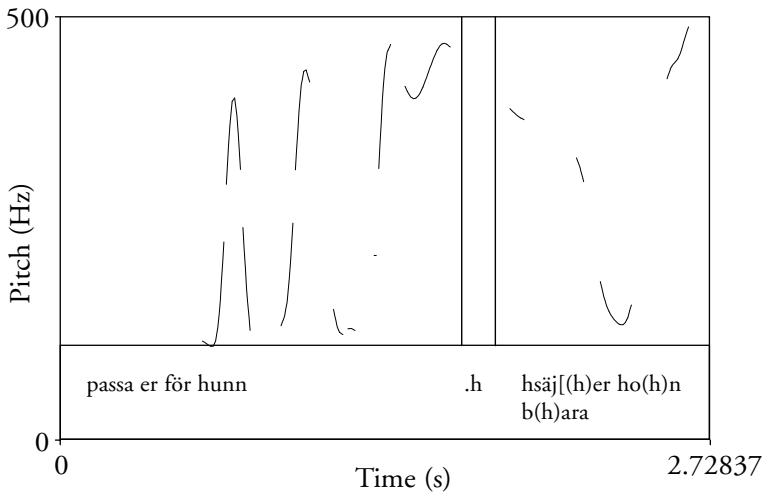 500
Pitch (Hz)
passa er för hunn
.h
hsäj[(h)er ho(h)n
b(h)ara
0
0
2.72837
Time (s)